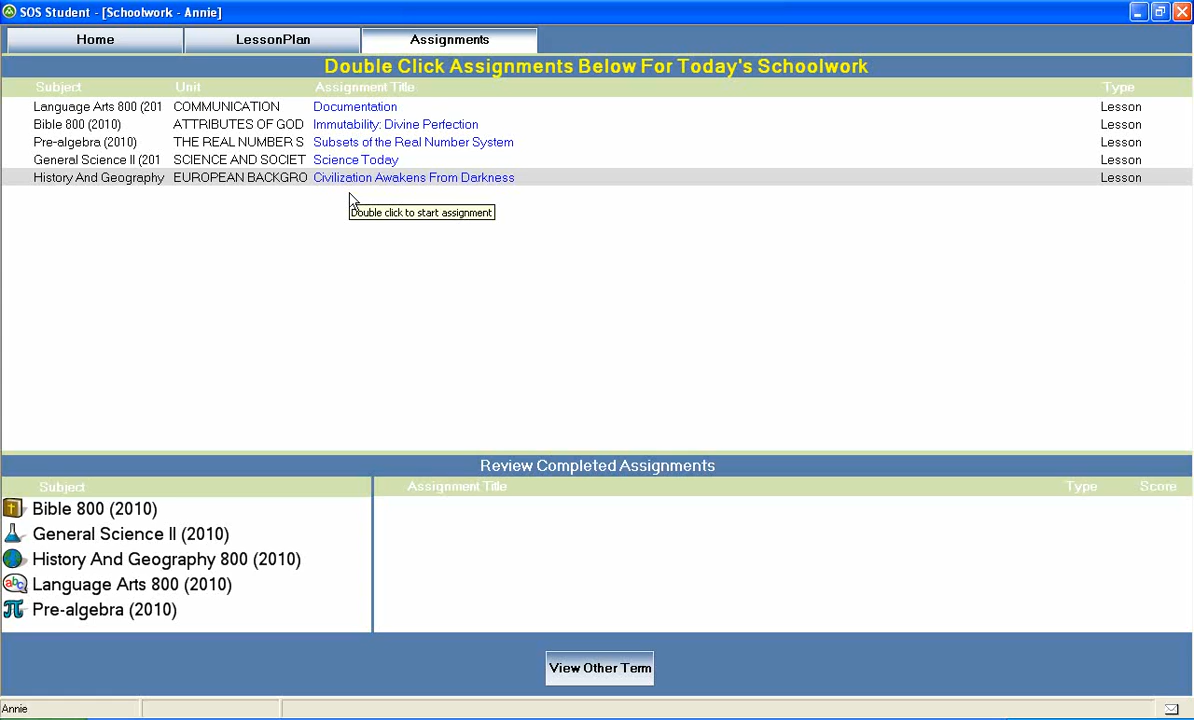 SOS Student - [Schoolwork - Annie]
Home LessonPlan Assignments
Double Click Assignments Below For Today's Schoolwork
Subject Unit Assignment Title Type
Language Arts 800 (201 COMMUNICATION Documentation Lesson
Bible 800 (2010) ATTRIBUTES OF GOD Immutability: Divine Perfection Lesson
Pre-algebra (2010) THE REAL NUMBER S Subsets of the Real Number System Lesson
General Science II (201 SCIENCE AND SOCIET Science Today Lesson
History And Geography EUROPEAN BACKGRO Civilization Awakens From Darkness Lesson
Double click to start assignment
Review Completed Assignments
Subject Assignment Title Type Score
Bible 800 (2010)
General Science II (2010)
History And Geography 800 (2010)
abc Language Arts 800 (2010)
π Pre-algebra (2010)
View Other Term
Annie